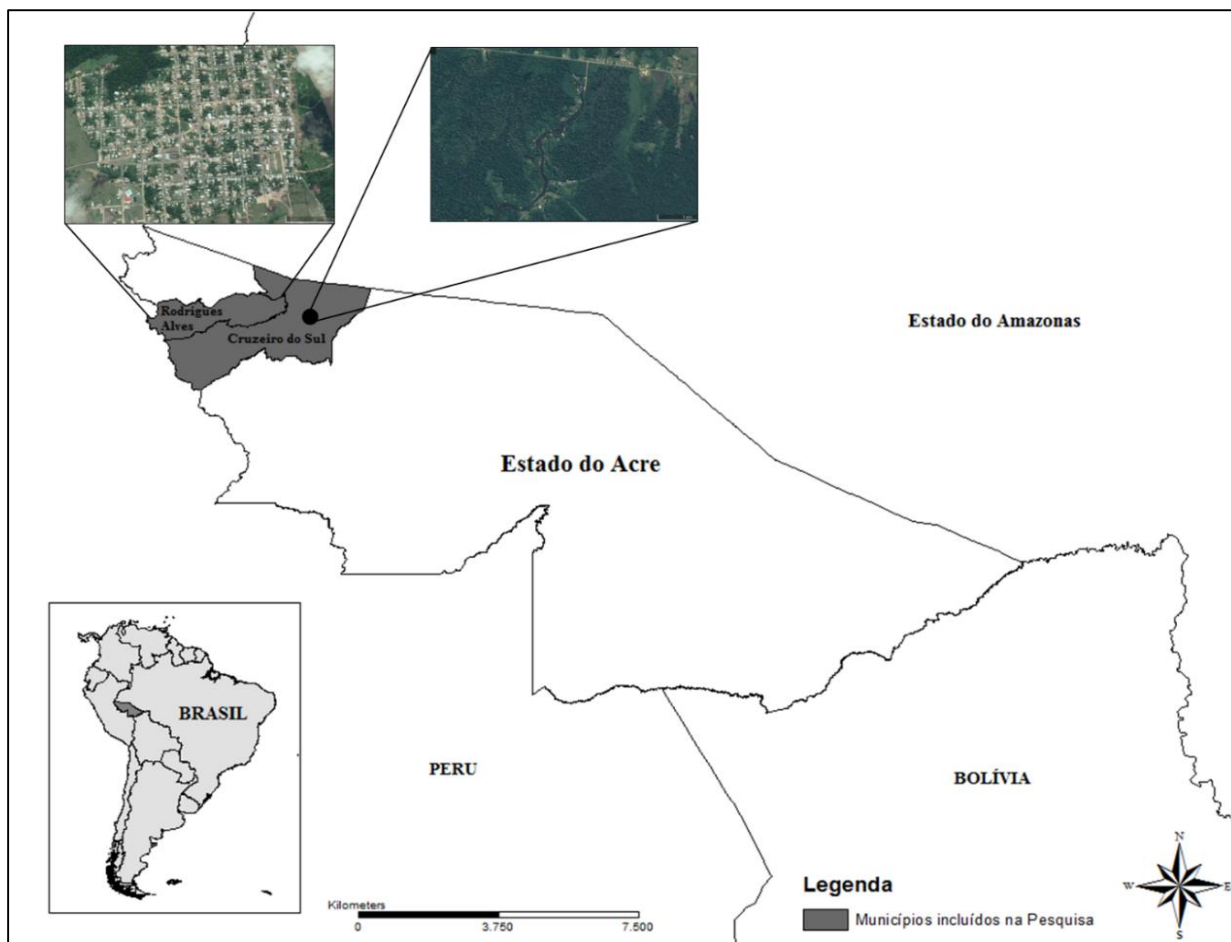 Rodrigues
Alves
Cruzeiro do Sul
Estado do Amazonas
Estado do Acre
BRASIL
PERU
BOLÍVIA
N
W
E
S
Legenda
Municípios incluídos na Pesquisa
Kilometers
0
3.750
7.500